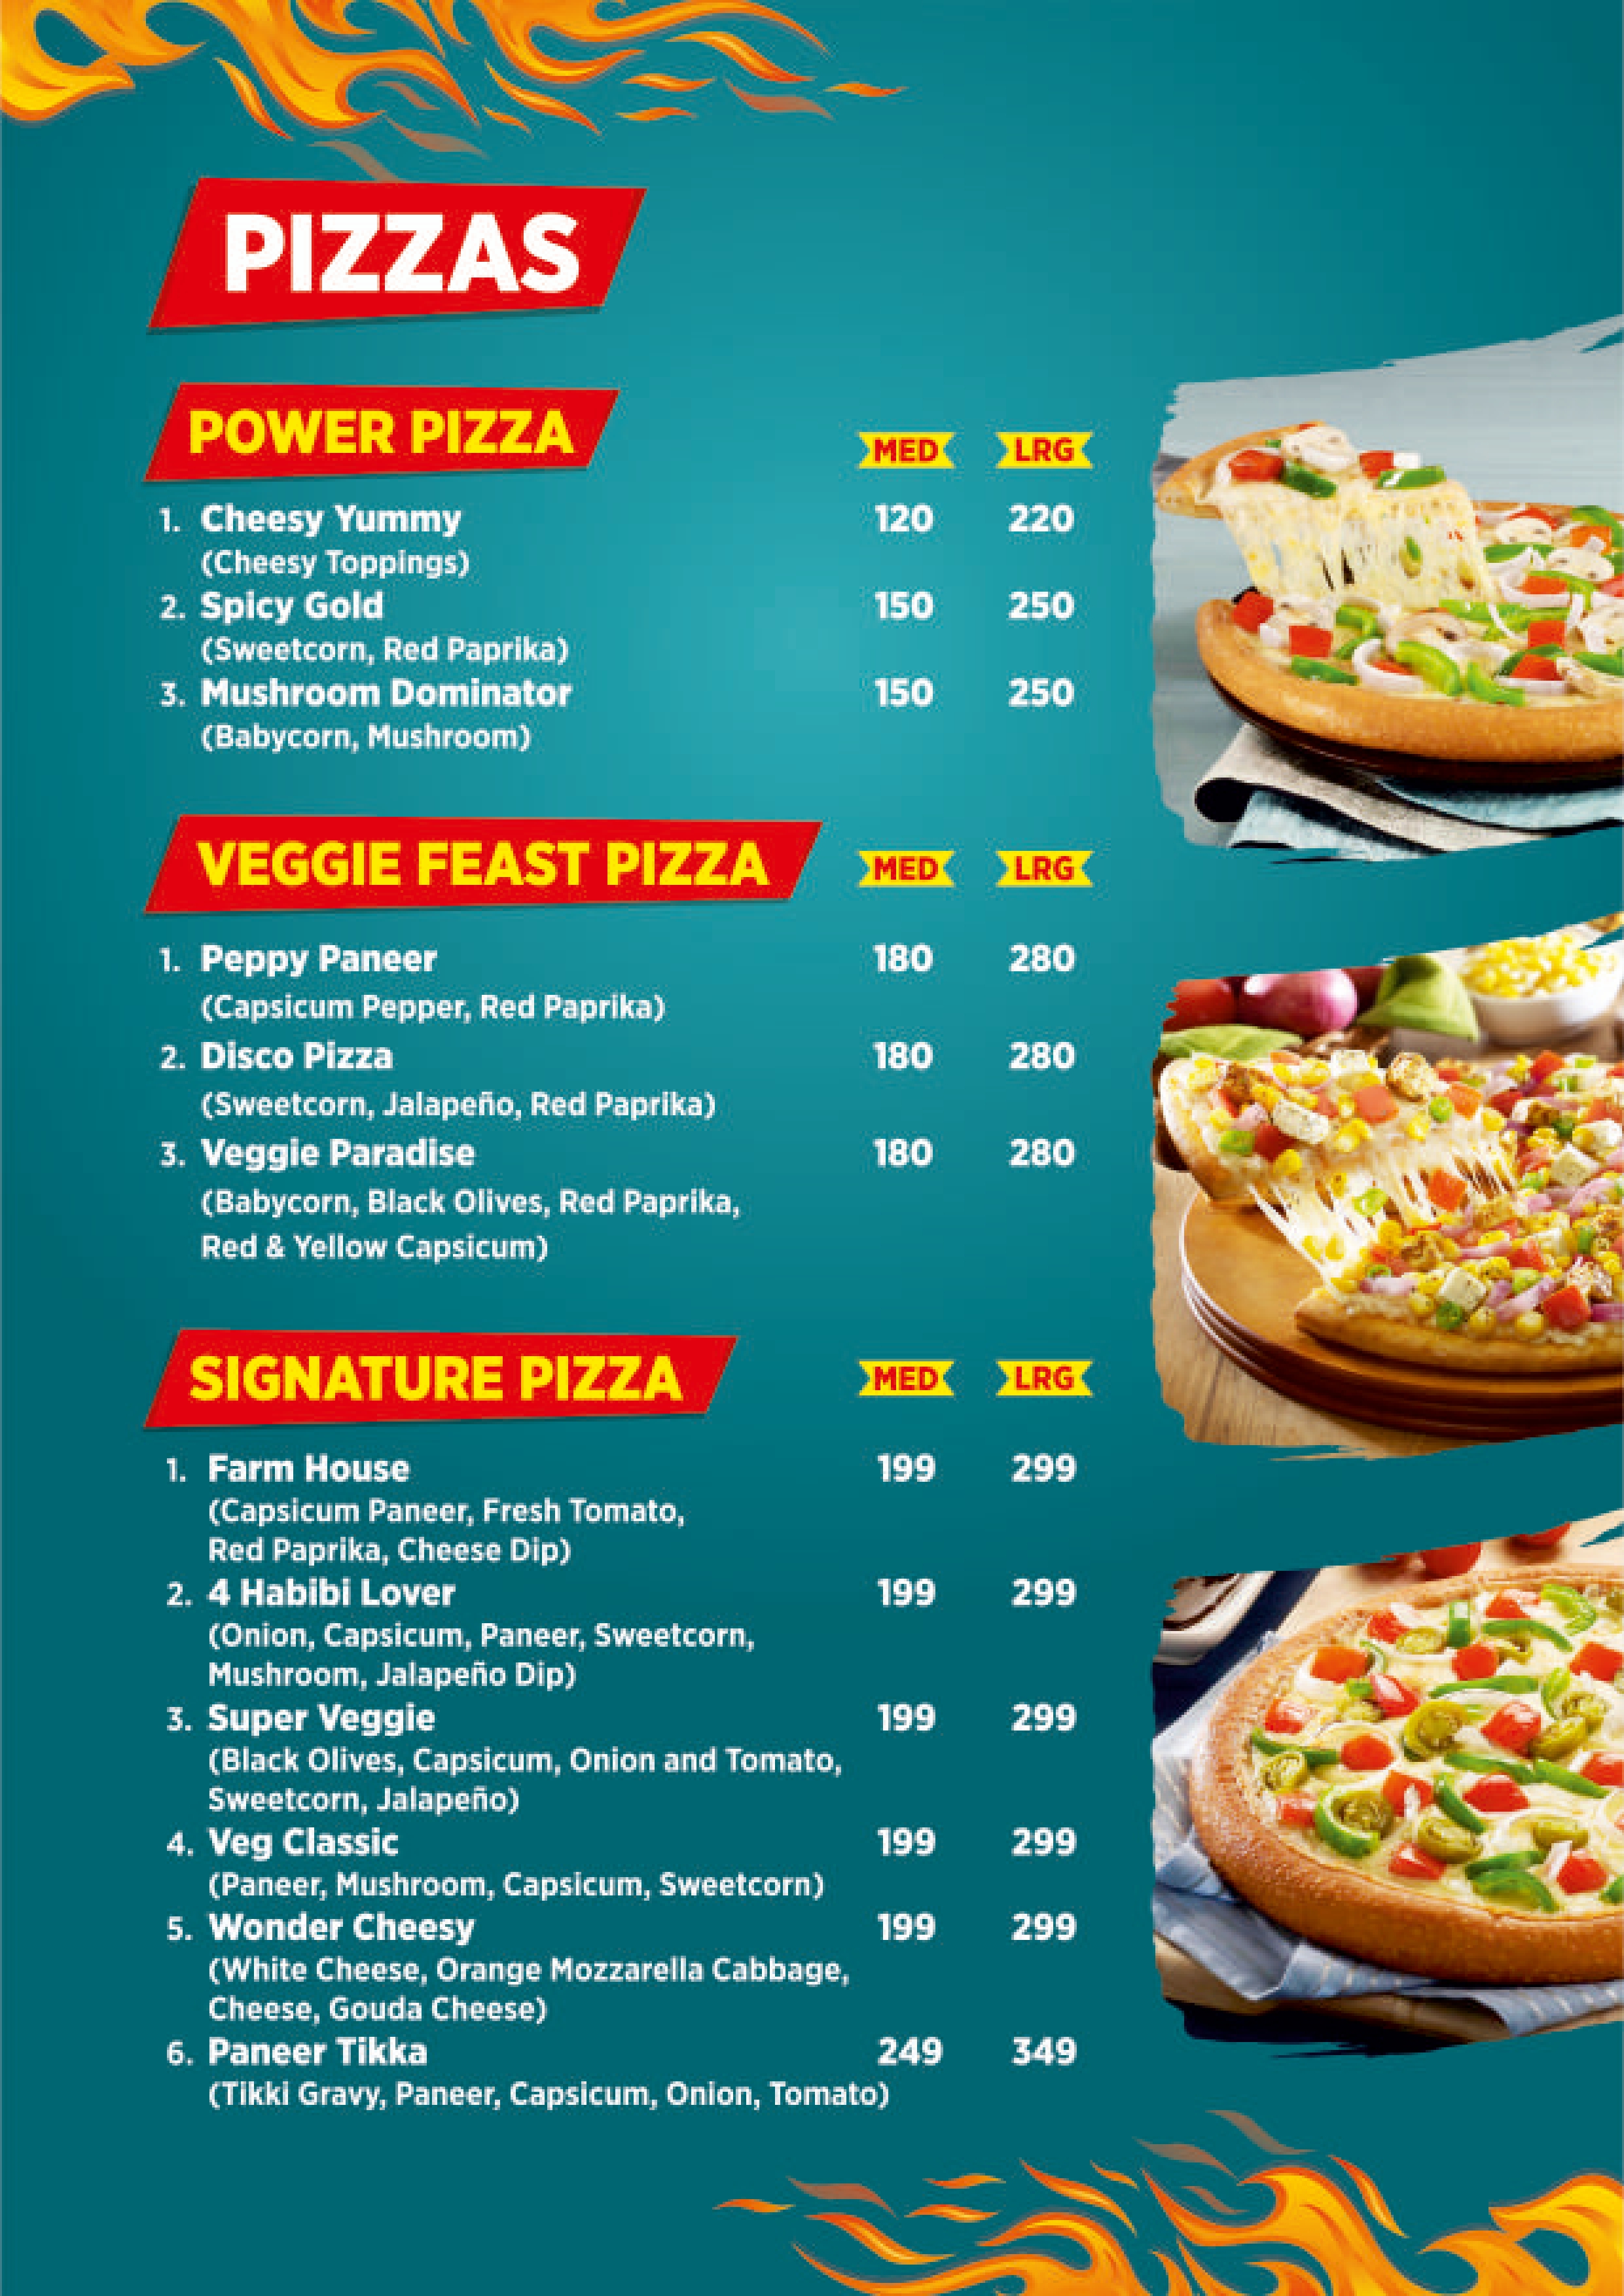 PIZZAS
POWER PIZZA MED LRG
1. Cheesy Yummy 120 220
(Cheesy Toppings)
2. Spicy Gold 150 250
(Sweetcorn, Red Paprika)
3. Mushroom Dominator 150 250
(Babycorn, Mushroom)
VEGGIE FEAST PIZZA MED LRG
1. Peppy Paneer 180 280
(Capsicum Pepper, Red Paprika)
2. Disco Pizza 180 280
(Sweetcorn, Jalapeño, Red Paprika)
3. Veggie Paradise 180 280
(Babycorn, Black Olives, Red Paprika,
Red & Yellow Capsicum)
SIGNATURE PIZZA MED LRG
1. Farm House 199 299
(Capsicum Paneer, Fresh Tomato,
Red Paprika, Cheese Dip)
2. 4 Habibi Lover 199 299
(Onion, Capsicum, Paneer, Sweetcorn,
Mushroom, Jalapeño Dip)
3. Super Veggie 199 299
(Black Olives, Capsicum, Onion and Tomato,
Sweetcorn, Jalapeño)
4. Veg Classic 199 299
(Paneer, Mushroom, Capsicum, Sweetcorn)
5. Wonder Cheesy 199 299
(White Cheese, Orange Mozzarella Cabbage,
Cheese, Gouda Cheese)
6. Paneer Tikka 249 349
(Tikki Gravy, Paneer, Capsicum, Onion, Tomato)